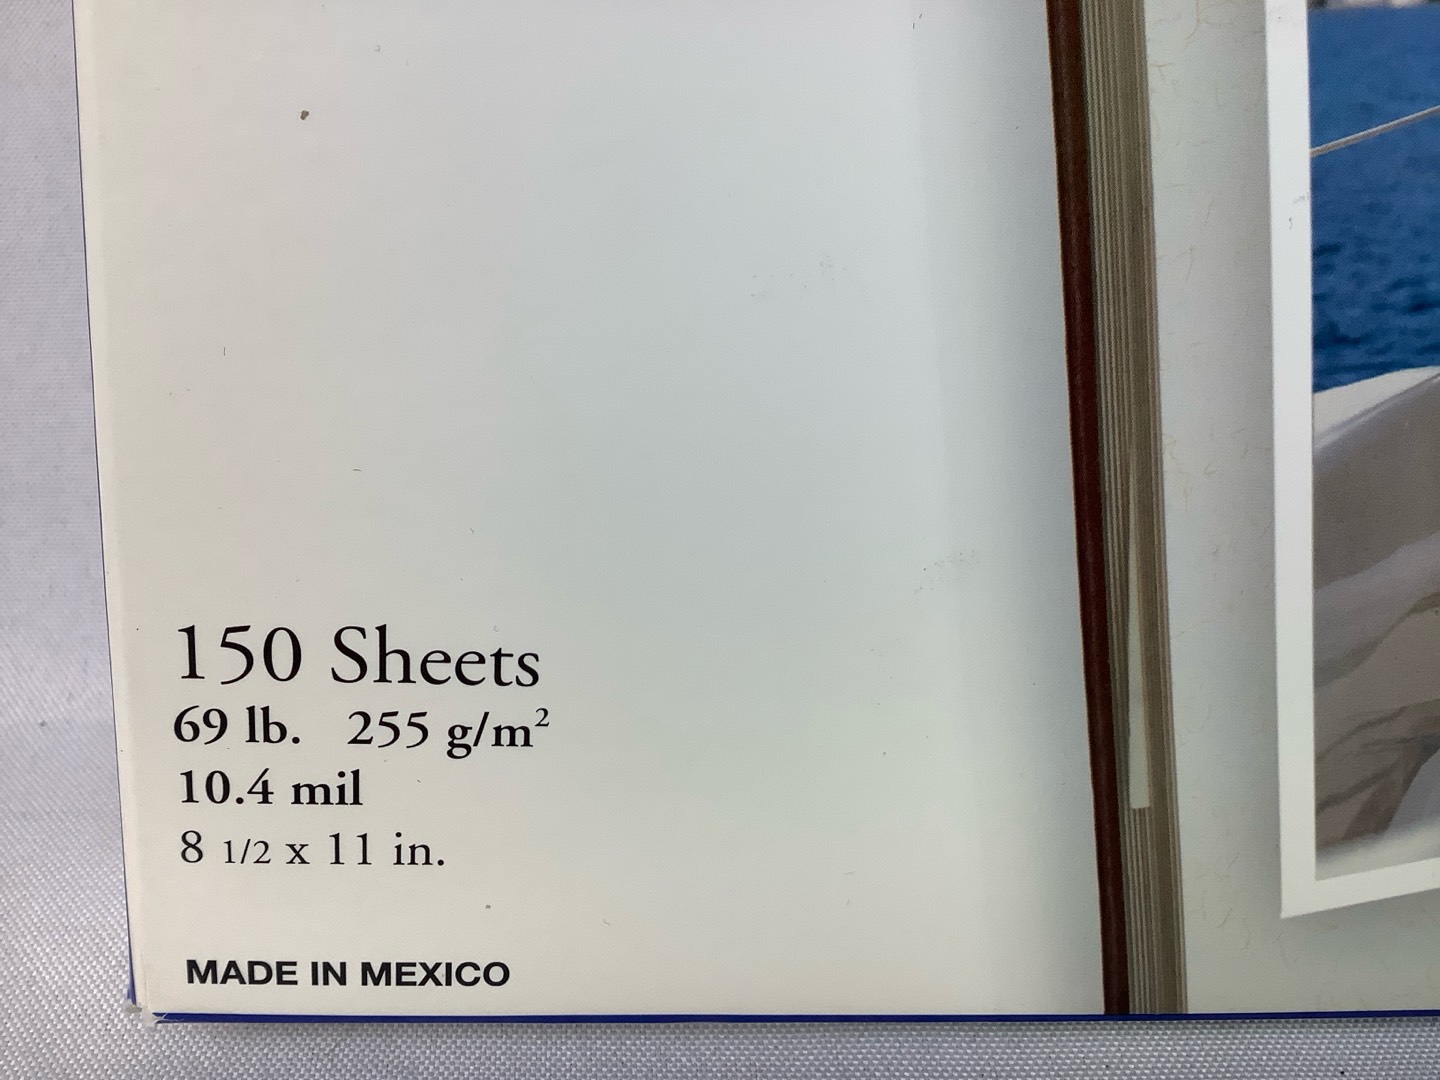 150 Sheets
69 lb. 255 g/m²
10.4 mil
8 1/2 x 11 in.
MADE IN MEXICO